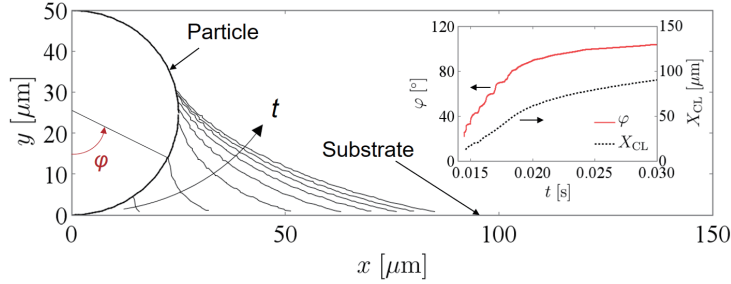 50
40
30
20
10
0
y [μm]
Particle
t
φ
Substrate
0
50
100
150
x [μm]
120
80
40
0
φ [°]
150
100
50
0
X_CL [μm]
φ
X_CL
0.015
0.020
0.025
0.030
t [s]